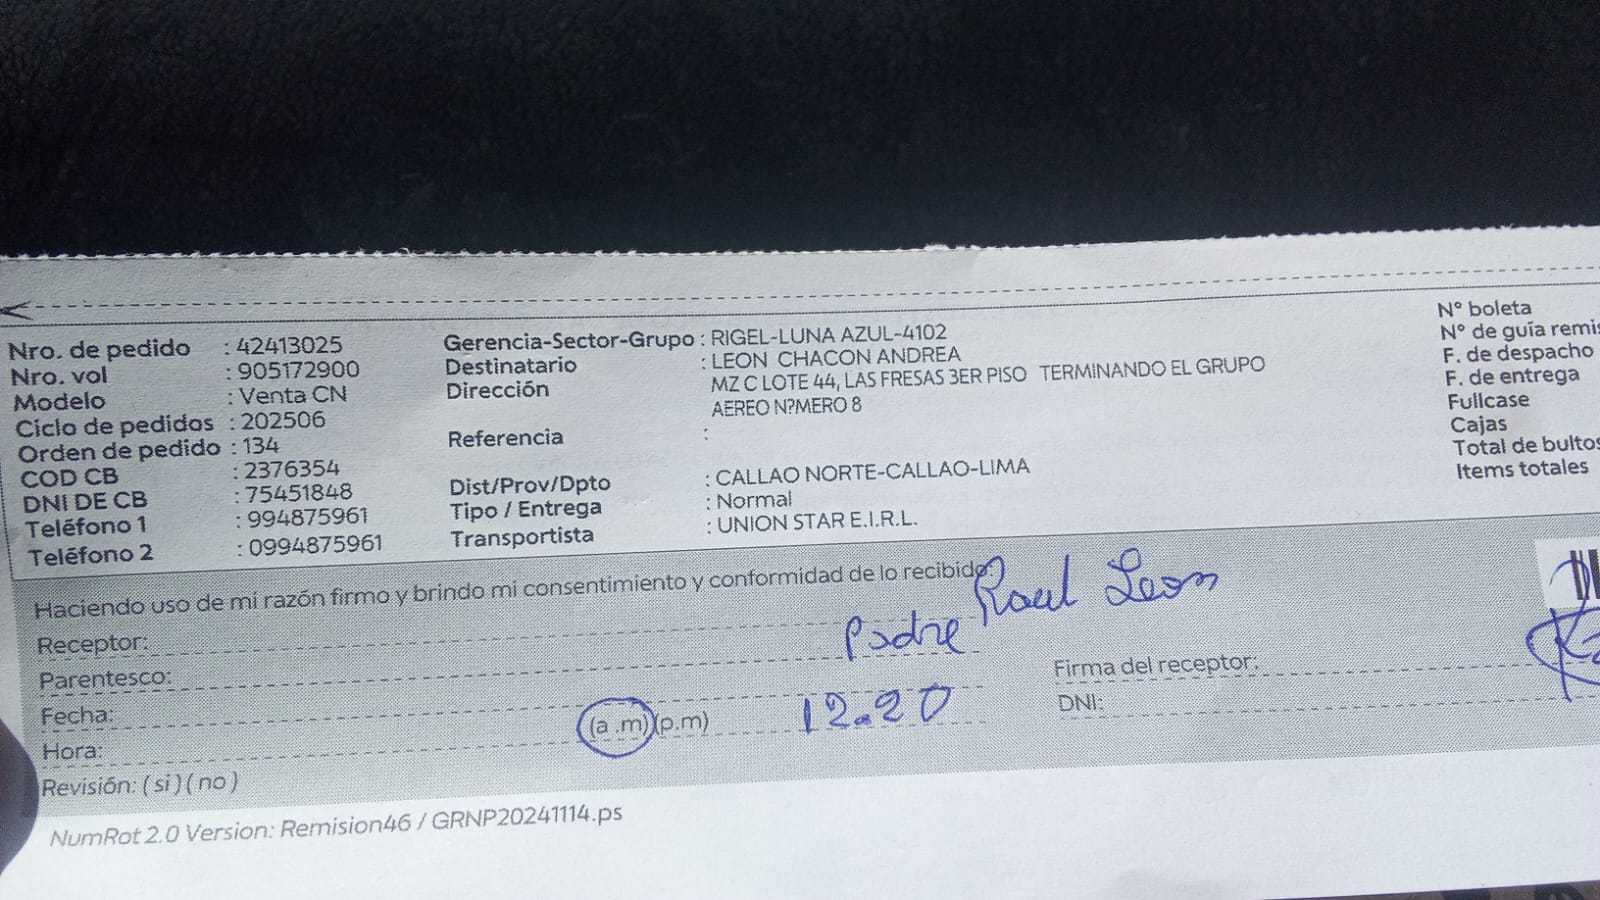 Nro. de pedido : 42413025
Nro. vol : 905172900
Modelo : Venta CN
Ciclo de pedidos : 202506
Orden de pedido : 134
COD CB : 2376354
DNI DE CB : 75451848
Teléfono 1 : 994875961
Teléfono 2 : 0994875961
Gerencia-Sector-Grupo : RIGEL-LUNA AZUL-4102
Destinatario : LEON CHACON ANDREA
Dirección MZ C LOTE 44, LAS FRESAS 3ER PISO TERMINANDO EL GRUPO
AEREO N?MERO 8
Referencia :
Dist/Prov/Dpto : CALLAO NORTE-CALLAO-LIMA
Tipo / Entrega : Normal
Transportista : UNION STAR E.I.R.L.
N° boleta
N° de guía remis
F. de despacho
F. de entrega
Fullcase
Cajas
Total de bultos
Items totales
Haciendo uso de mi razón firmo y brindo mi consentimiento y conformidad de lo recibido.
Receptor: Raul Leon
Parentesco: Padre
Fecha:
Hora: (a .m)(p.m) 12.20
Revisión: ( si ) ( no )
Firma del receptor:
DNI:
NumRot 2.0 Version: Remision46 / GRNP20241114.ps